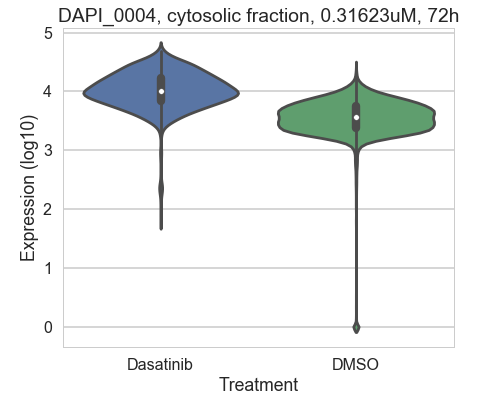 DAPI_0004, cytosolic fraction, 0.31623uM, 72h
5
4
3
2
1
0
Expression (log10)
Dasatinib DMSO
Treatment